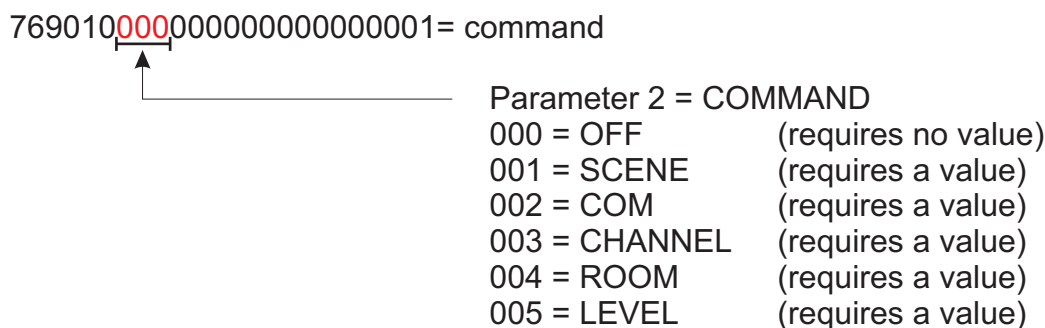 769010000000000000000001= command
Parameter 2 = COMMAND
000 = OFF (requires no value)
001 = SCENE (requires a value)
002 = COM (requires a value)
003 = CHANNEL (requires a value)
004 = ROOM (requires a value)
005 = LEVEL (requires a value)